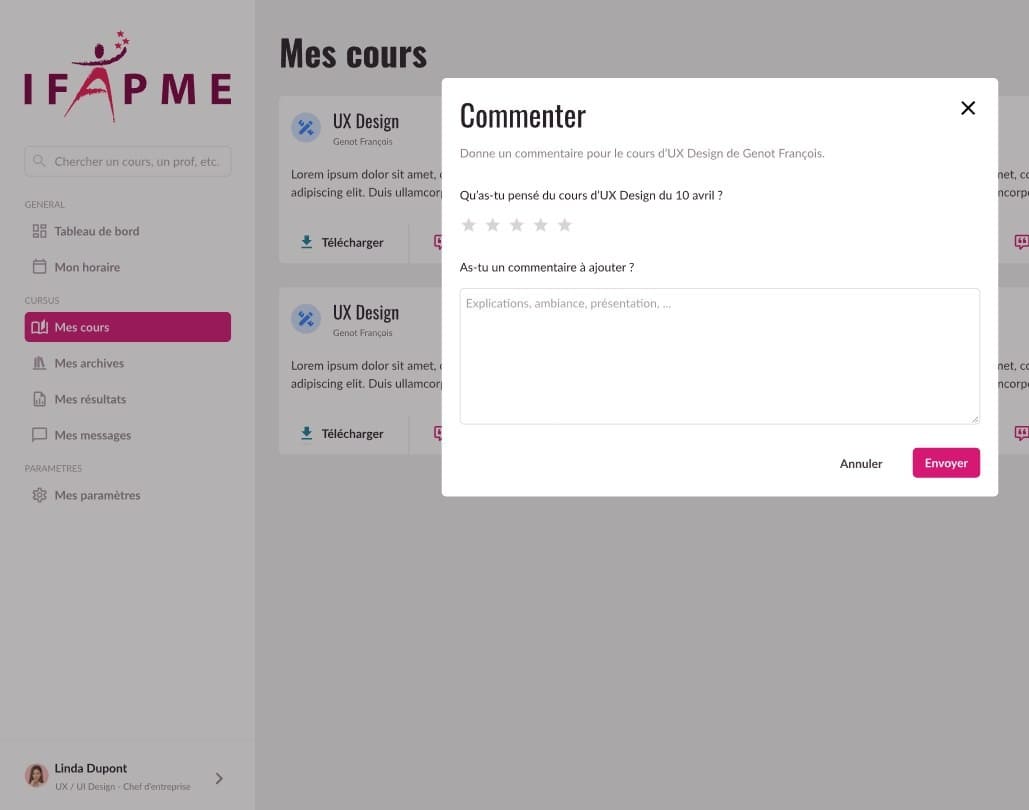 IFAPME
Chercher un cours, un prof, etc.
GENERAL
Tableau de bord
Mon horaire
CURSUS
Mes cours
Mes archives
Mes résultats
Mes messages
PARAMETRES
Mes paramètres
Linda Dupont
UX / UI Design - Chef d'entreprise
Mes cours
UX Design
Genot François
Lorem ipsum dolor sit amet,
adipiscing elit. Duis
Télécharger
UX Design
Genot François
Lorem ipsum dolor sit amet,
adipiscing elit. Duis
Télécharger
Commenter
Donne un commentaire pour le cours d'UX Design de Genot François.
Qu'as-tu pensé du cours d'UX Design du 10 avril ?
As-tu un commentaire à ajouter ?
Explications, ambiance, présentation, ...
Annuler
Envoyer